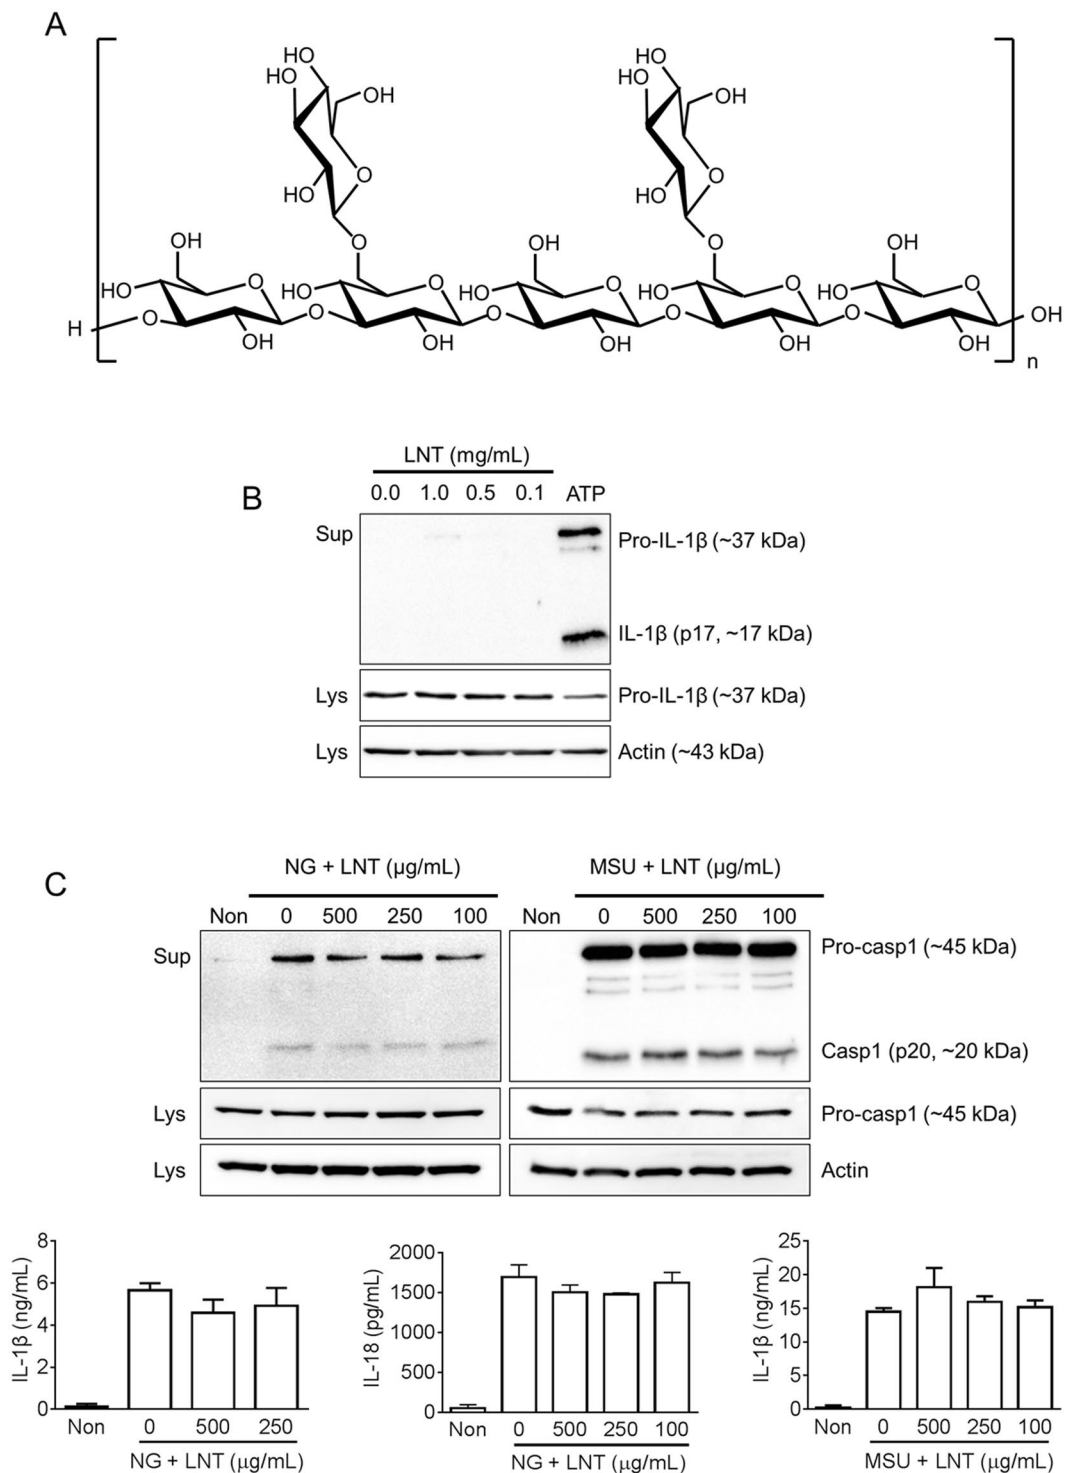 A
HO
HO
OH
HO
O
O
HO
HO
OH
HO
O
O
OH
OH
OH
HO
O
HO
O
HO
O
HO
O
HO
O
H
O
O
O
O
O
OH
OH
OH
OH
OH
OH
n
B
LNT (mg/mL)
0.0 1.0 0.5 0.1 ATP
Sup
Pro-IL-1β (~37 kDa)
IL-1β (p17, ~17 kDa)
Lys
Pro-IL-1β (~37 kDa)
Lys
Actin (~43 kDa)
C
NG + LNT (μg/mL)
MSU + LNT (μg/mL)
Non 0 500 250 100
Non 0 500 250 100
Sup
Pro-casp1 (~45 kDa)
Casp1 (p20, ~20 kDa)
Lys
Pro-casp1 (~45 kDa)
Lys
Actin
IL-1β (ng/mL)
8
6
4
2
0
Non 0 500 250
NG + LNT (μg/mL)
IL-18 (pg/mL)
2000
1500
1000
500
0
Non 0 500 250 100
NG + LNT (μg/mL)
IL-1β (ng/mL)
25
20
15
10
5
0
Non 0 500 250 100
MSU + LNT (μg/mL)